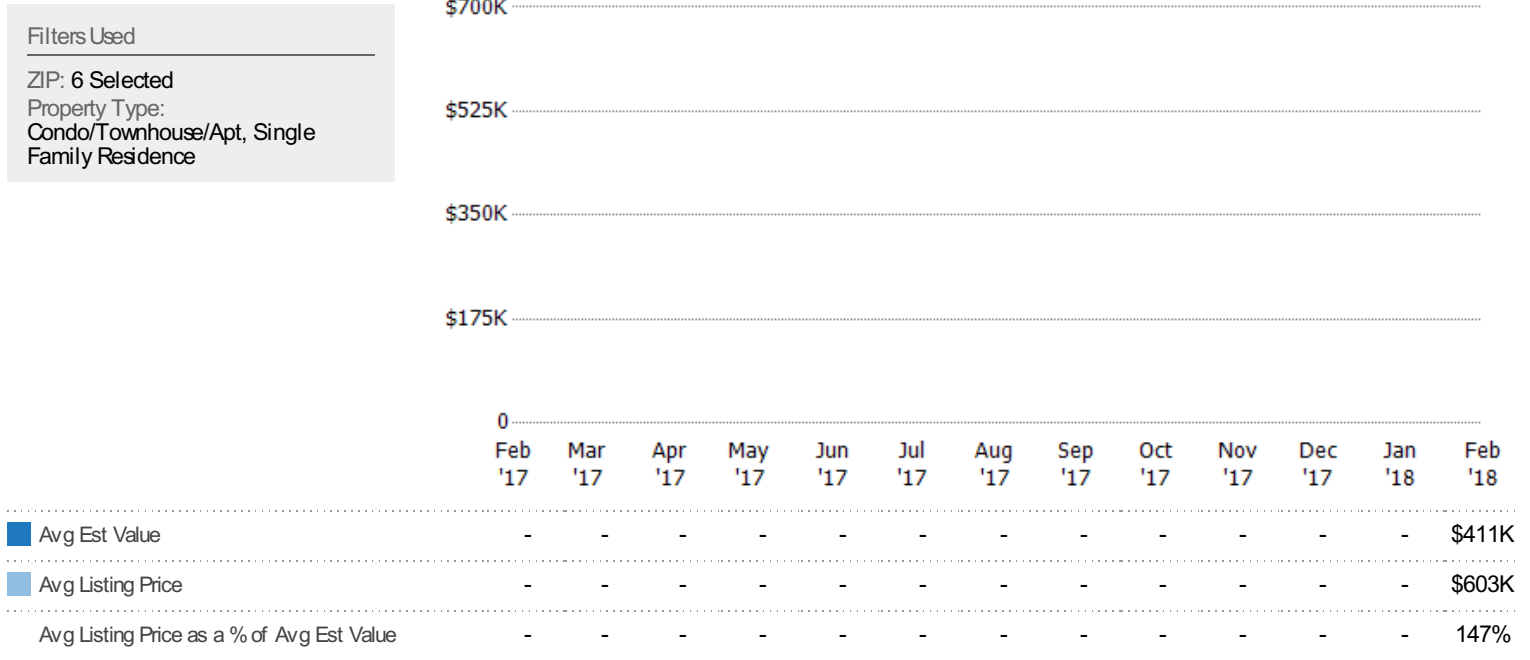 Filters Used
ZIP: 6 Selected
Property Type:
Condo/Townhouse/Apt, Single
Family Residence
$700K
$525K
$350K
$175K
0
Feb Mar Apr May Jun Jul Aug Sep Oct Nov Dec Jan Feb
'17 '17 '17 '17 '17 '17 '17 '17 '17 '17 '17 '18 '18
Avg Est Value - - - - - - - - - - - - $411K
Avg Listing Price - - - - - - - - - - - - $603K
Avg Listing Price as a % of Avg Est Value - - - - - - - - - - - - 147%